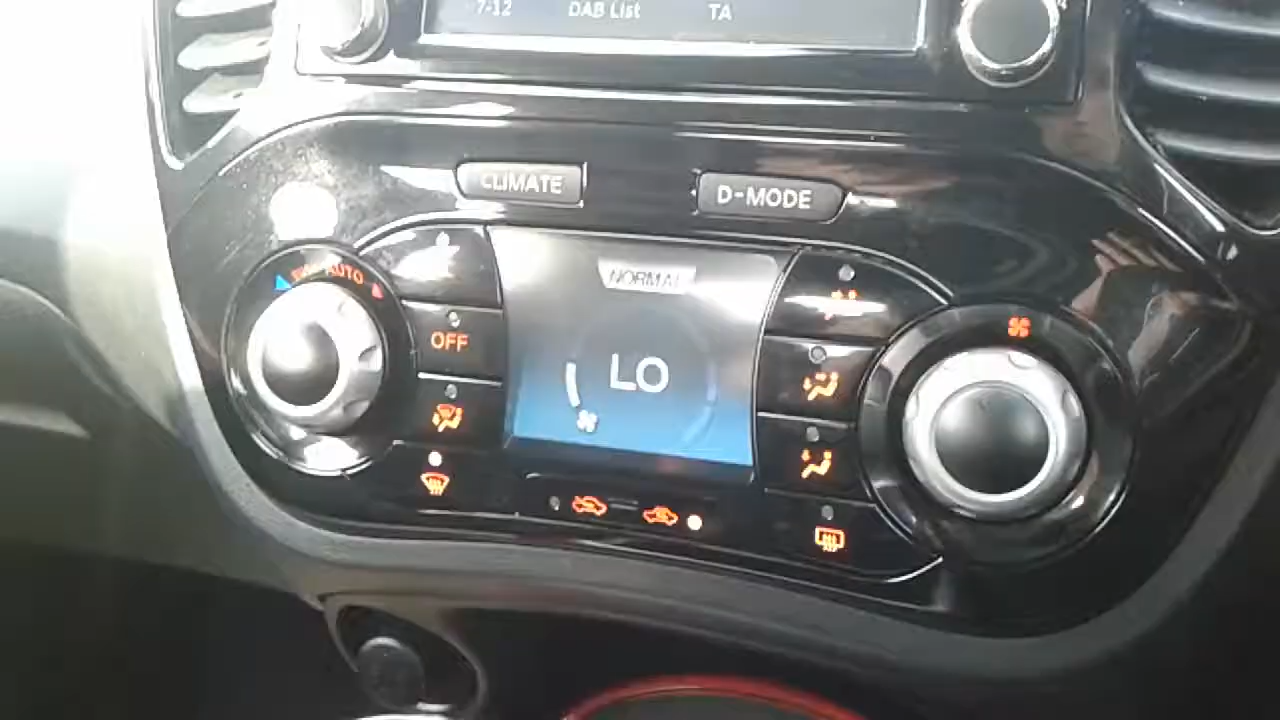 7-12 DAB List TA
CLIMATE
D-MODE
AUTO
NORMAL
OFF
LO